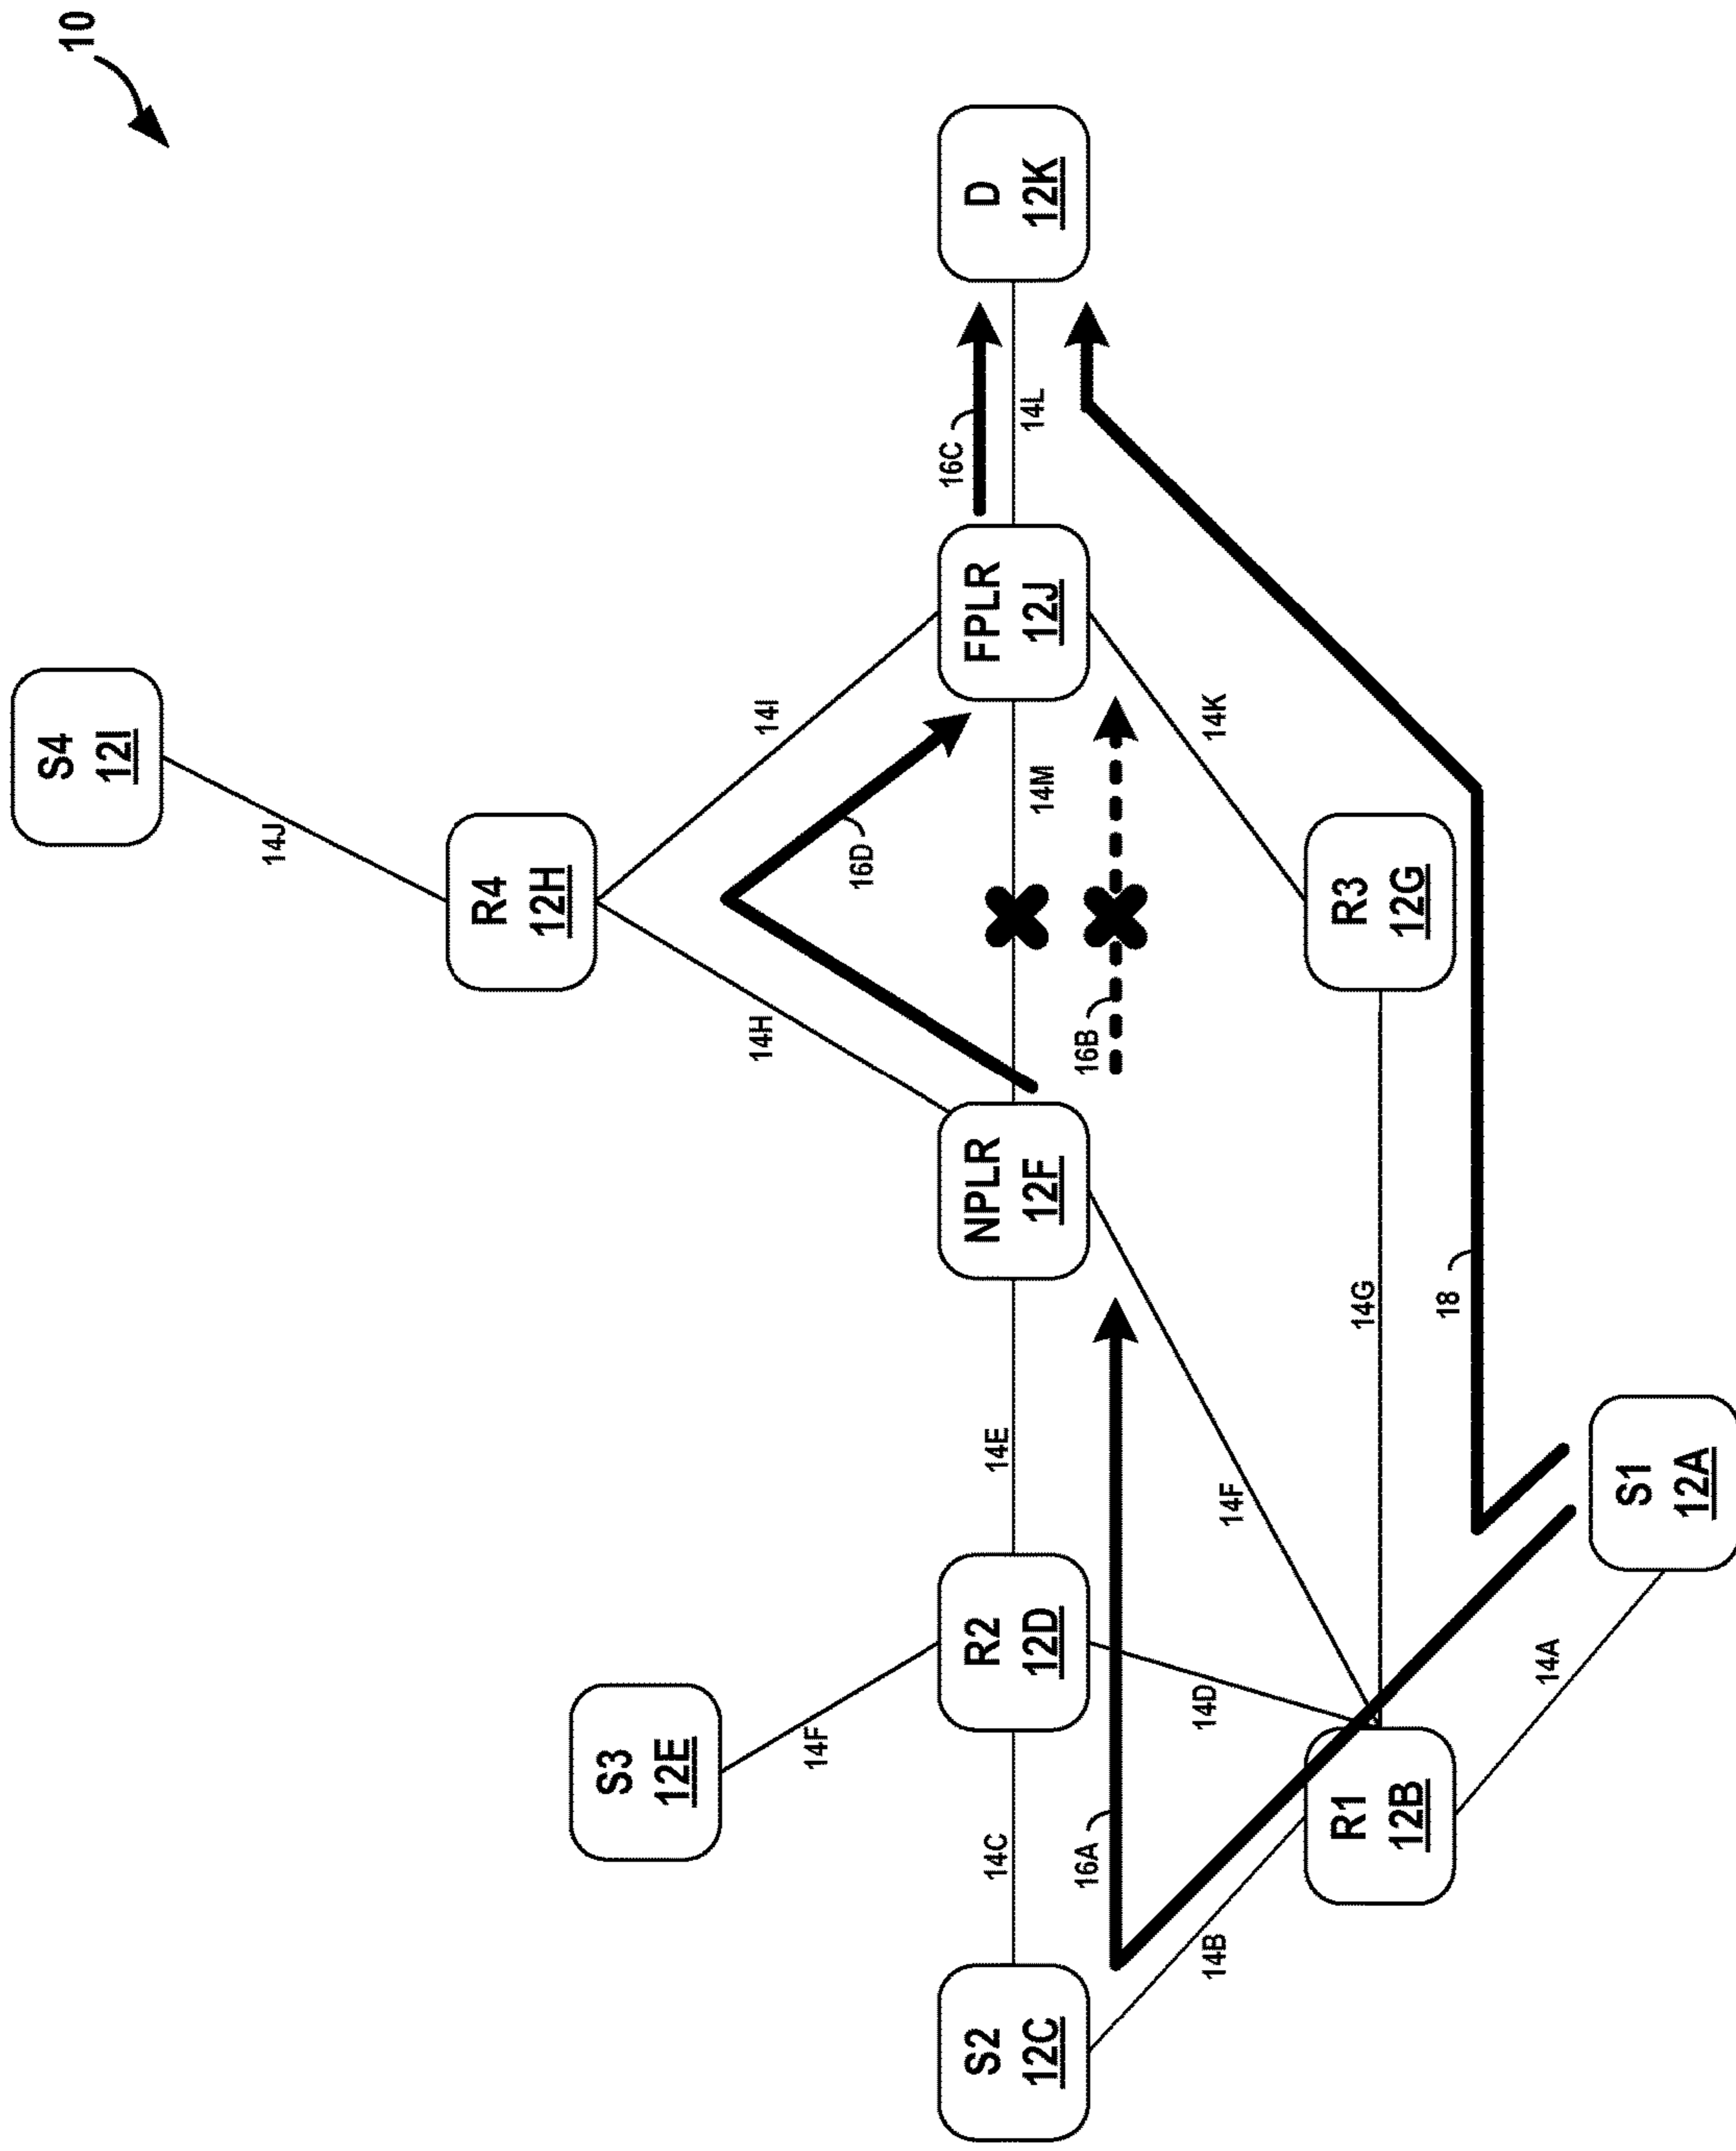 10
S4
12I
14J
R4
12H
S3
12E
14H
14I
14F
16D
16C
14C
14E
S2
12C
R2
12D
NPLR
12F
FPLR
12J
D
12K
14M
14L
16A
16B
14B
14D
14F
14K
R1
12B
R3
12G
14G
18
14A
S1
12A